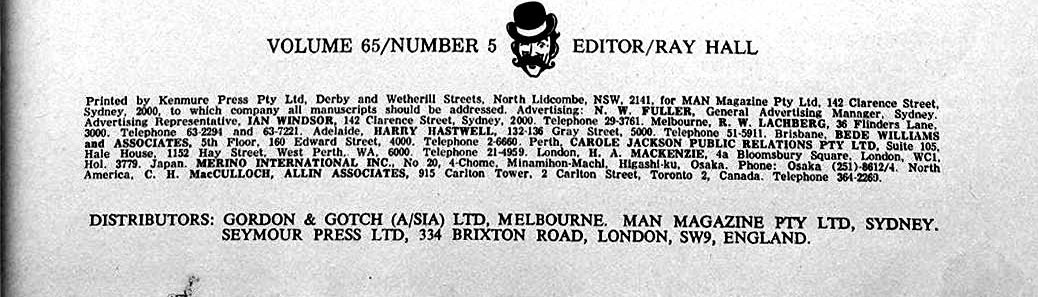 VOLUME 65/NUMBER 5 EDITOR/RAY HALL
Printed by Kenmure Press Pty Ltd, Derby and Wetherill Streets, North Lidcombe, NSW, 2141, for MAN Magazine Pty Ltd, 142 Clarence Street,
Sydney, 2000, to which company all manuscripts should be addressed. Advertising: N. W. FULLER, General Advertising Manager, Sydney.
Advertising Representative, IAN WINDSOR, 142 Clarence Street, Sydney, 2000. Telephone 29-3761. Melbourne, R. W. LACHBERG, 36 Flinders Lane,
3000. Telephone 63-2294 and 63-7221. Adelaide, HARRY HASTWELL, 132-136 Gray Street, 5000. Telephone 51-5911. Brisbane, BEDE WILLIAMS
and ASSOCIATES, 5th Floor, 160 Edward Street, 4000. Telephone 2-6660. Perth, CAROLE JACKSON PUBLIC RELATIONS PTY LTD, Suite 105,
Hale House, 1152 Hay Street, West Perth, WA, 6000. Telephone 21-4959. London, H. A. MACKENZIE, 4a Bloomsbury Square, London, WC1,
Hol. 3779. Japan. MERINO INTERNATIONAL INC., No 20, 4-Chome, Minamihon-Machi, Higashi-ku, Osaka. Phone: Osaka (251)-8612/4. North
America, C. H. MacCULLOCH, ALLIN ASSOCIATES, 915 Carlton Tower, 2 Carlton Street, Toronto 2, Canada. Telephone 364-2269.
DISTRIBUTORS: GORDON & GOTCH (A/SIA) LTD, MELBOURNE. MAN MAGAZINE PTY LTD, SYDNEY.
SEYMOUR PRESS LTD, 334 BRIXTON ROAD, LONDON, SW9, ENGLAND.